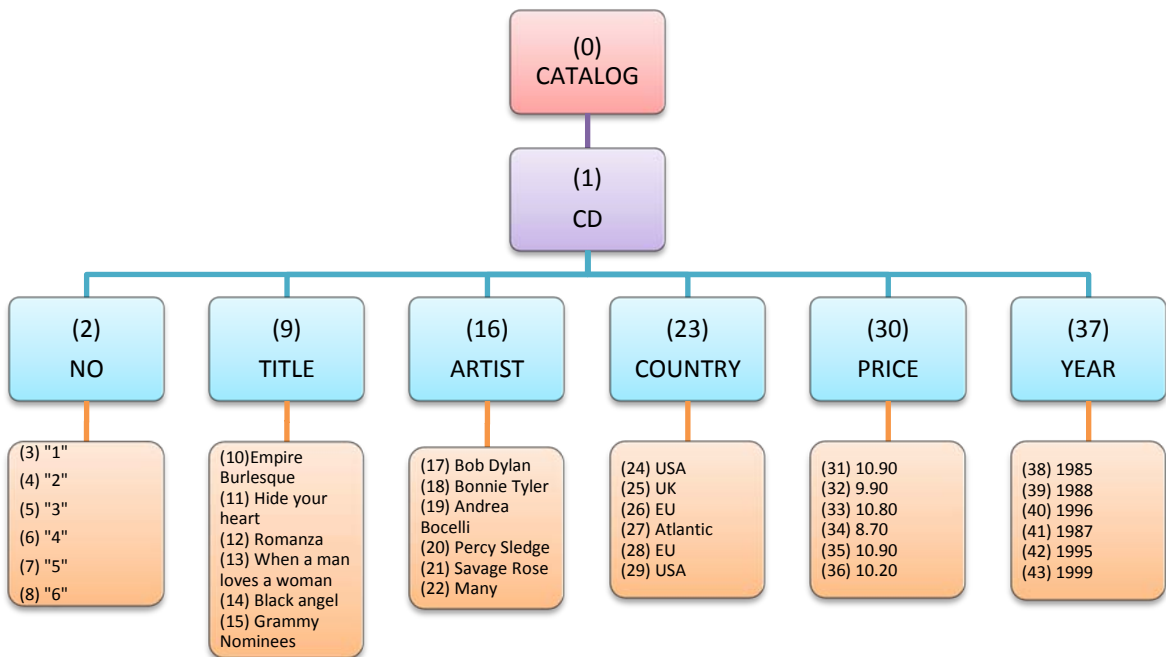 (0)
CATALOG
(1)
CD
(2)
NO
(9)
TITLE
(16)
ARTIST
(23)
COUNTRY
(30)
PRICE
(37)
YEAR
(3) "1"
(4) "2"
(5) "3"
(6) "4"
(7) "5"
(8) "6"
(10)Empire
Burlesque
(11) Hide your
heart
(12) Romanza
(13) When a man
loves a woman
(14) Black angel
(15) Grammy
Nominees
(17) Bob Dylan
(18) Bonnie Tyler
(19) Andrea
Bocelli
(20) Percy Sledge
(21) Savage Rose
(22) Many
(24) USA
(25) UK
(26) EU
(27) Atlantic
(28) EU
(29) USA
(31) 10.90
(32) 9.90
(33) 10.80
(34) 8.70
(35) 10.90
(36) 10.20
(38) 1985
(39) 1988
(40) 1996
(41) 1987
(42) 1995
(43) 1999